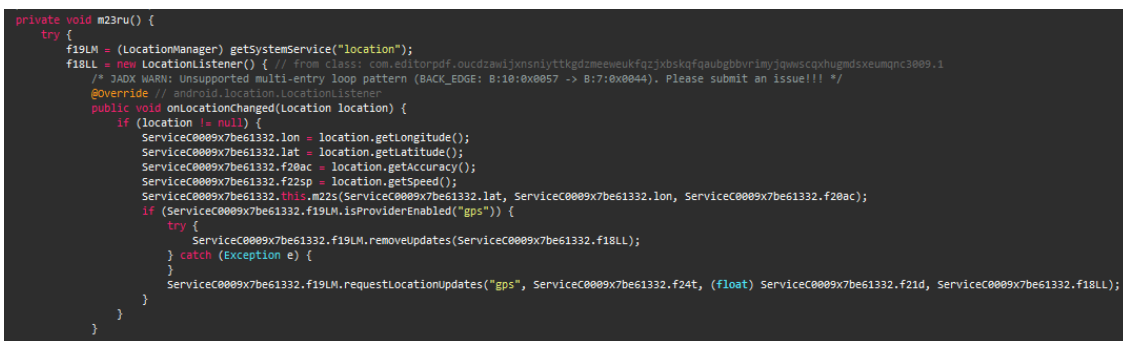 private void m23ru() {
try {
f19LM = (LocationManager) getSystemService("location");
f18LL = new LocationListener() { // from class: com.editorpdf.oucdzawijxnsniyttkgdzmeeweukfqzjxbskqfqaubgbbvrimyjqwwscqxhugmdsxeumqnc3009.1
/* JADX WARN: Unsupported multi-entry loop pattern (BACK_EDGE: B:10:0x0057 -> B:7:0x0044). Please submit an issue!!! */
@Override // android.location.LocationListener
public void onLocationChanged(Location location) {
if (location != null) {
ServiceC0009x7be61332.lon = location.getLongitude();
ServiceC0009x7be61332.lat = location.getLatitude();
ServiceC0009x7be61332.f20ac = location.getAccuracy();
ServiceC0009x7be61332.f22sp = location.getSpeed();
ServiceC0009x7be61332.this.m22s(ServiceC0009x7be61332.lat, ServiceC0009x7be61332.lon, ServiceC0009x7be61332.f20ac);
if (ServiceC0009x7be61332.f19LM.isProviderEnabled("gps")) {
try {
ServiceC0009x7be61332.f19LM.removeUpdates(ServiceC0009x7be61332.f18LL);
} catch (Exception e) {
}
ServiceC0009x7be61332.f19LM.requestLocationUpdates("gps", ServiceC0009x7be61332.f24t, (float) ServiceC0009x7be61332.f21d, ServiceC0009x7be61332.f18LL);
}
}
}